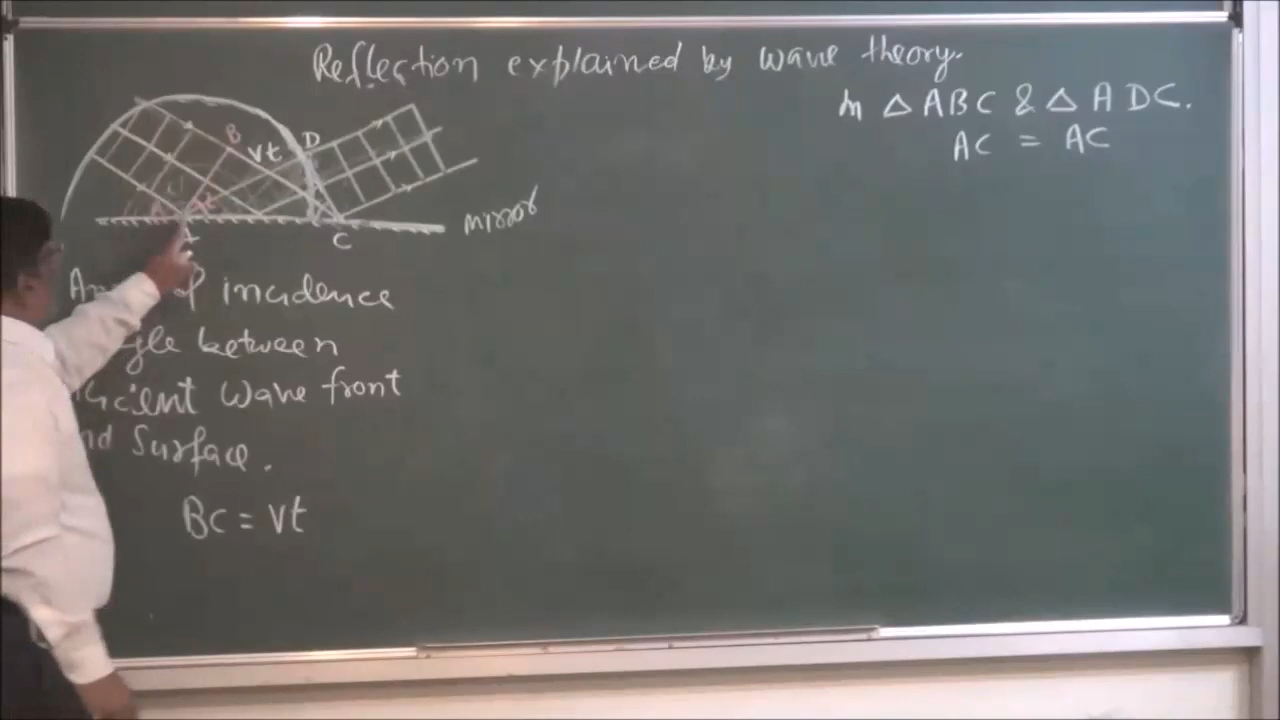 Reflection explained by wave theory.
In △ ABC & △ ADC.
AC = AC
B
D
vt
mirror
C
of incidence
between
Wave front
Surface.
BC = vt